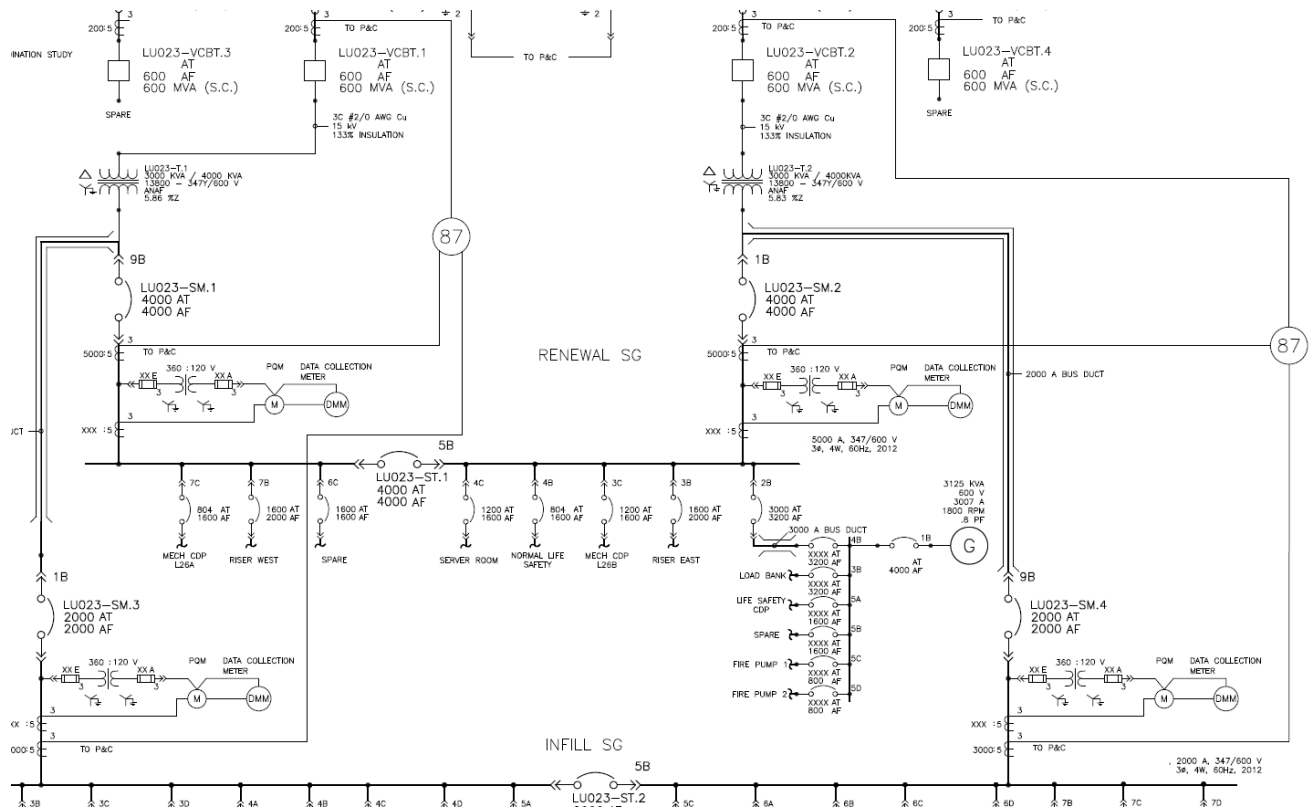 200:5
3
TO P&C
2
2
200:5
3
200:5
3
TO P&C
INATION STUDY
LU023-VCBT.3
AT
600 AF
600 MVA (S.C.)
SPARE
LU023-VCBT.1
AT
600 AF
600 MVA (S.C.)
TO P&C
LU023-VCBT.2
AT
600 AF
600 MVA (S.C.)
LU023-VCBT.4
AT
600 AF
600 MVA (S.C.)
SPARE
3C #2/0 AWG Cu
15 kV
133% INSULATION
3C #2/0 AWG Cu
15 kV
133% INSULATION
LU023-T.1
3000 KVA / 4000 KVA
13800 - 347Y/600 V
ANAF
5.86 %Z
LU023-T.2
3000 KVA / 4000KVA
13800 - 347Y/600 V
ANAF
5.83 %Z
87
9B
LU023-SM.1
4000 AT
4000 AF
1B
LU023-SM.2
4000 AT
4000 AF
87
3
5000:5
TO P&C
XX E
3
360 :120 V
XX A
3
PQM
DATA COLLECTION
METER
M
DMM
3
XXX :5
RENEWAL SG
3
5000:5
TO P&C
XX E
3
360 :120 V
XX A
3
PQM
DATA COLLECTION
METER
M
DMM
3
XXX :5
2000 A BUS DUCT
5000 A, 347/600 V
3ø, 4W, 60Hz, 2012
JCT
5B
LU023-ST.1
4000 AT
4000 AF
7C
804 AT
1600 AF
MECH CDP
L26A
7B
1600 AT
2000 AF
RISER WEST
6C
1600 AT
1600 AF
SPARE
4C
1200 AT
1600 AF
SERVER ROOM
4B
804 AT
1600 AF
NORMAL LIFE
SAFETY
3C
1200 AT
1600 AF
MECH CDP
L26B
3B
1600 AT
2000 AF
RISER EAST
2B
3000 AT
3200 AF
3125 KVA
600 V
3007 A
1800 RPM
.8 PF
G
3000 A BUS DUCT
4B
XXXX AT
3200 AF
1B
AT
4000 AF
LOAD BANK
3B
XXXX AT
3200 AF
LIFE SAFETY
CDP
5A
XXXX AT
1600 AF
SPARE
5B
XXXX AT
1600 AF
FIRE PUMP 1
5C
XXXX AT
800 AF
FIRE PUMP 2
5D
XXXX AT
800 AF
1B
LU023-SM.3
2000 AT
2000 AF
9B
LU023-SM.4
2000 AT
2000 AF
XX E
3
360 :120 V
XX A
3
PQM
DATA COLLECTION
METER
M
DMM
3
XX :5
3
000:5
TO P&C
XX E
3
360 :120 V
XX A
3
PQM
DATA COLLECTION
METER
M
DMM
3
XXX :5
3
3000:5
TO P&C
INFILL SG
, 2000 A, 347/600 V
3ø, 4W, 60Hz, 2012
5B
LU023-ST.2
3B
3C
3D
4A
4B
4C
4D
5A
5C
6A
6B
6C
6D
7B
7C
7D